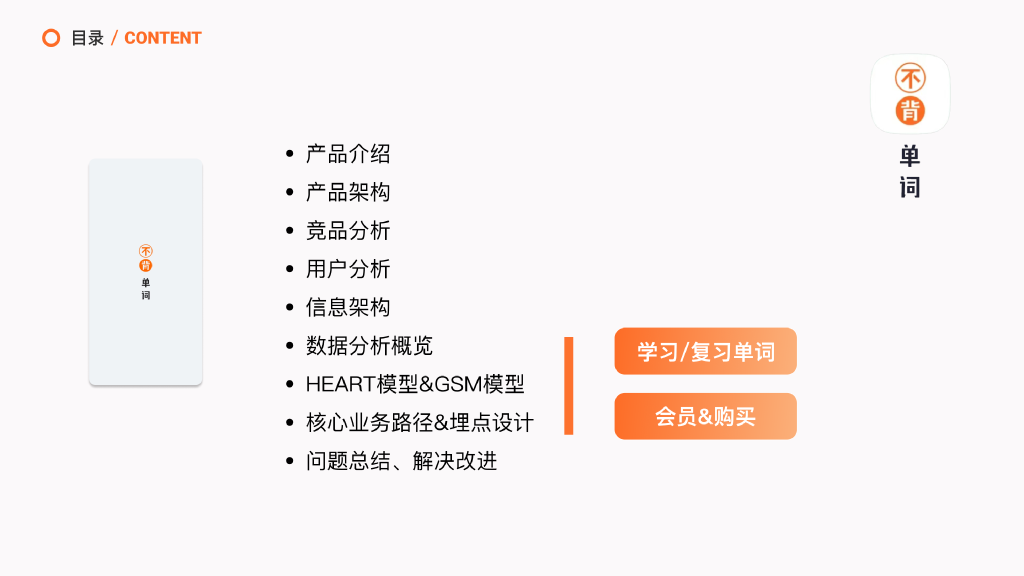 目录 / CONTENT
不
背
单
词
产品介绍
产品架构
竞品分析
用户分析
信息架构
数据分析概览
HEART模型&GSM模型
核心业务路径&埋点设计
问题总结、解决改进
不
背
单
词
学习/复习单词
会员&购买